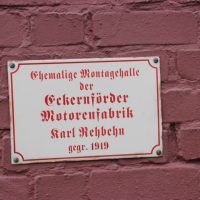 Ehemalige Montagehalle
der
Eckernförder
Motorenfabrik
Karl Rehbehn
gegr. 1919